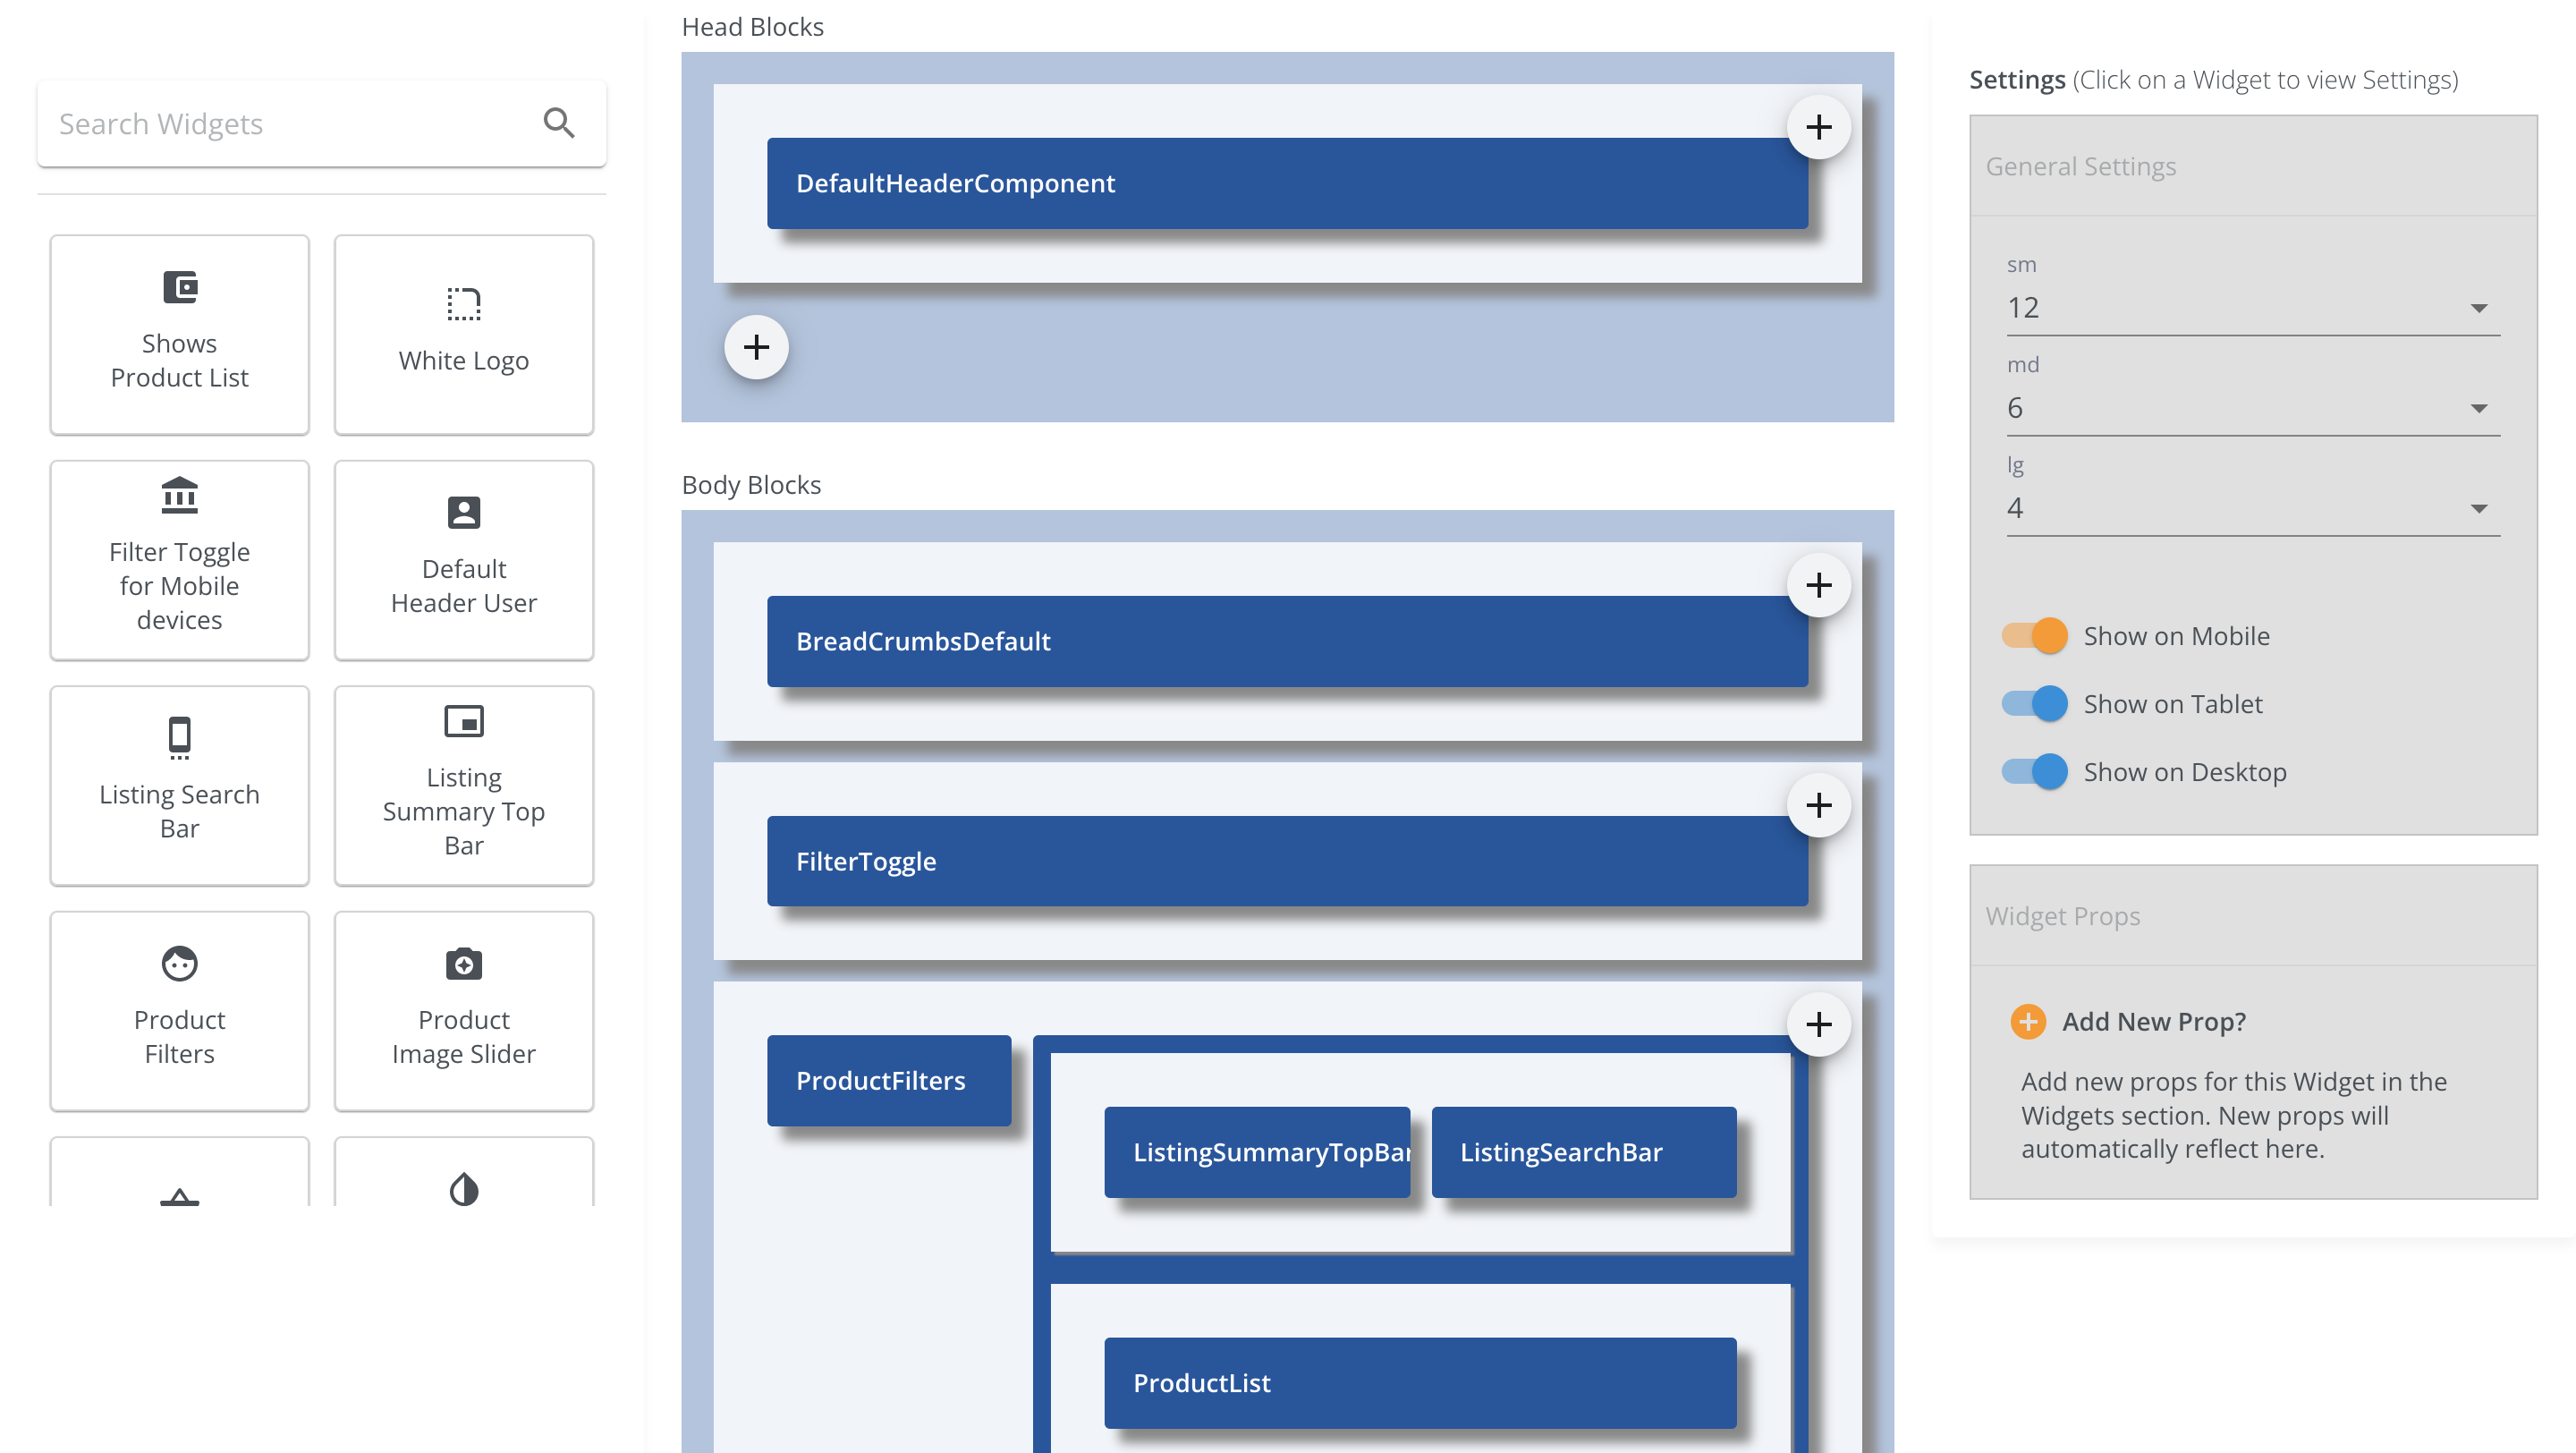 Search Widgets
Shows
Product List
White Logo
Filter Toggle
for Mobile
devices
Default
Header User
Listing Search
Bar
Listing
Summary Top
Bar
Product
Filters
Product
Image Slider
Head Blocks
DefaultHeaderComponent
Body Blocks
BreadCrumbsDefault
FilterToggle
ProductFilters
ListingSummaryTopBar
ListingSearchBar
ProductList
Settings (Click on a Widget to view Settings)
General Settings
sm
12
md
6
lg
4
Show on Mobile
Show on Tablet
Show on Desktop
Widget Props
Add New Prop?
Add new props for this Widget in the
Widgets section. New props will
automatically reflect here.